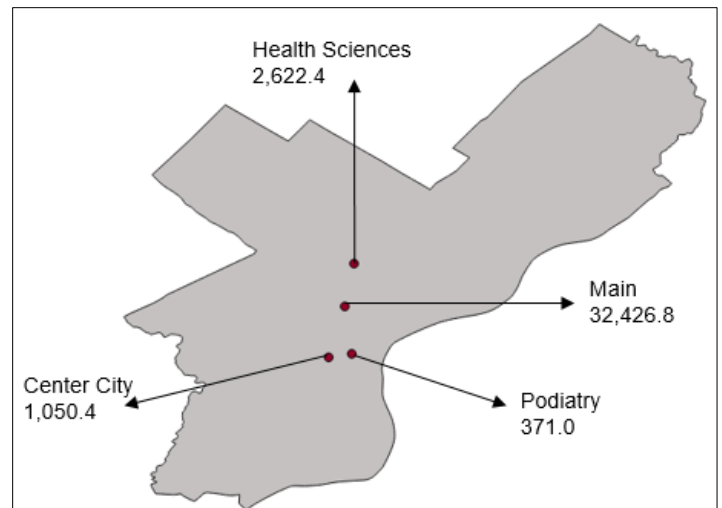 Health Sciences
2,622.4
Main
32,426.8
Center City
1,050.4
Podiatry
371.0